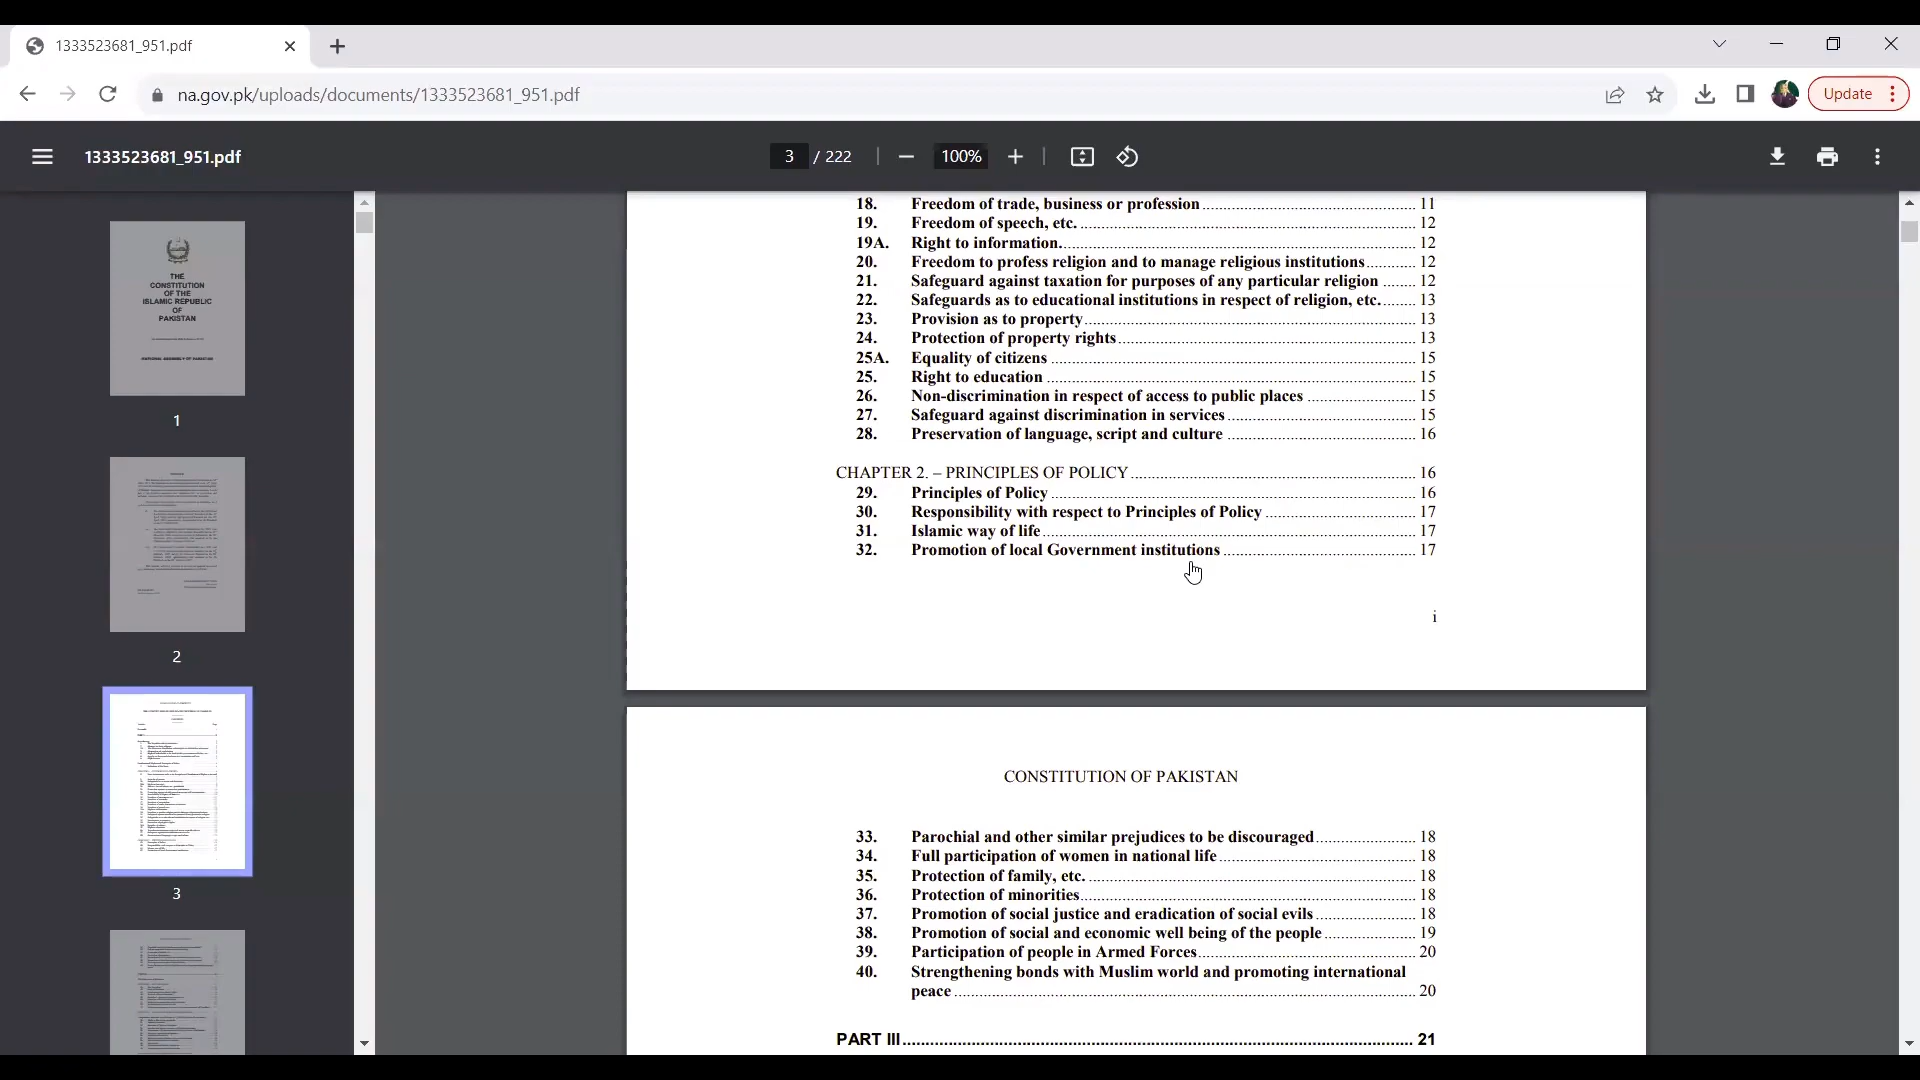 1333523681_951.pdf
na.gov.pk/uploads/documents/1333523681_951.pdf
Update
1333523681_951.pdf
3 / 222
100%
THE
CONSTITUTION
OF THE
ISLAMIC REPUBLIC
OF
PAKISTAN
NATIONAL ASSEMBLY OF PAKISTAN
1
2
3
18. Freedom of trade, business or profession 11
19. Freedom of speech, etc. 12
19A. Right to information. 12
20. Freedom to profess religion and to manage religious institutions 12
21. Safeguard against taxation for purposes of any particular religion 12
22. Safeguards as to educational institutions in respect of religion, etc. 13
23. Provision as to property 13
24. Protection of property rights 13
25A. Equality of citizens 15
25. Right to education 15
26. Non-discrimination in respect of access to public places 15
27. Safeguard against discrimination in services 15
28. Preservation of language, script and culture 16
CHAPTER 2. – PRINCIPLES OF POLICY 16
29. Principles of Policy 16
30. Responsibility with respect to Principles of Policy 17
31. Islamic way of life 17
32. Promotion of local Government institutions 17
i
CONSTITUTION OF PAKISTAN
33. Parochial and other similar prejudices to be discouraged 18
34. Full participation of women in national life 18
35. Protection of family, etc. 18
36. Protection of minorities 18
37. Promotion of social justice and eradication of social evils 18
38. Promotion of social and economic well being of the people 19
39. Participation of people in Armed Forces 20
40. Strengthening bonds with Muslim world and promoting international
peace 20
PART III 21